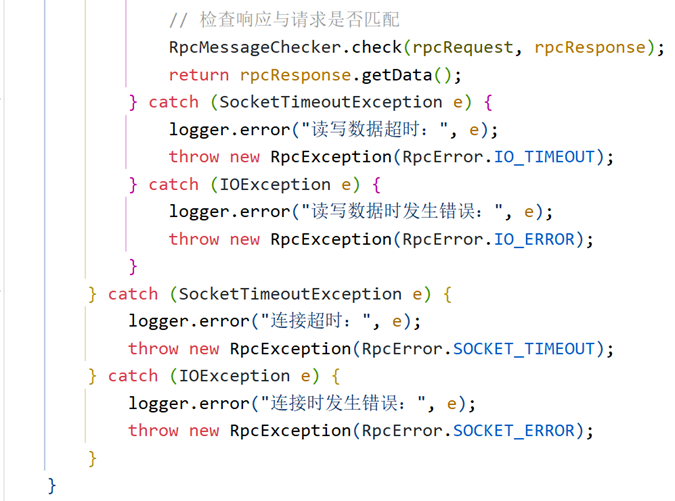 // 检查响应与请求是否匹配
RpcMessageChecker.check(rpcRequest, rpcResponse);
return rpcResponse.getData();
} catch (SocketTimeoutException e) {
logger.error("读写数据超时：", e);
throw new RpcException(RpcError.IO_TIMEOUT);
} catch (IOException e) {
logger.error("读写数据时发生错误：", e);
throw new RpcException(RpcError.IO_ERROR);
}
} catch (SocketTimeoutException e) {
logger.error("连接超时：", e);
throw new RpcException(RpcError.SOCKET_TIMEOUT);
} catch (IOException e) {
logger.error("连接时发生错误：", e);
throw new RpcException(RpcError.SOCKET_ERROR);
}
}